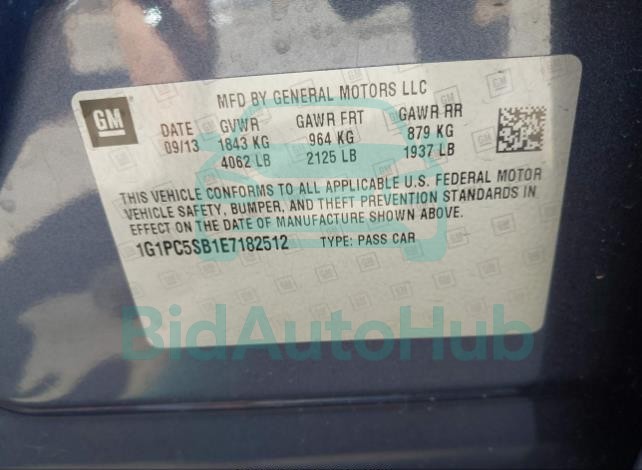 GM
MFD BY GENERAL MOTORS LLC
DATE GVWR GAWR FRT GAWR RR
09/13 1843 KG 964 KG 879 KG
4062 LB 2125 LB 1937 LB
THIS VEHICLE CONFORMS TO ALL APPLICABLE U.S. FEDERAL MOTOR
VEHICLE SAFETY, BUMPER, AND THEFT PREVENTION STANDARDS IN
EFFECT ON THE DATE OF MANUFACTURE SHOWN ABOVE.
1G1PC5SB1E7182512 TYPE: PASS CAR
BidAutoHub